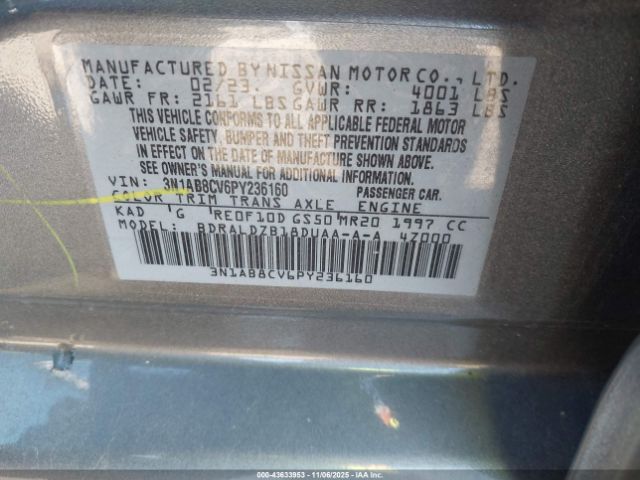 MANUFACTURED BY NISSAN MOTOR CO., LTD.
DATE: 02/23. GVWR: 4001 LBS
GAWR FR: 2161 LBS GAWR RR: 1863 LBS
THIS VEHICLE CONFORMS TO ALL APPLICABLE FEDERAL MOTOR
VEHICLE SAFETY, BUMPER AND THEFT PREVENTION STANDARDS
IN EFFECT ON THE DATE OF MANUFACTURE SHOWN ABOVE.
SEE OWNER'S MANUAL FOR ADDITIONAL INFORMATION.
VIN: 3N1AB8CV6PY236160 PASSENGER CAR.
COLOR TRIM TRANS AXLE ENGINE
KAD G RE0F10D GS50 MR20 1997 CC
MODEL: BDRALDZB18DUAA-A-A 4Z000
3N1AB8CV6PY236160
000-43633953 - 11/06/2025 - IAAI.COM